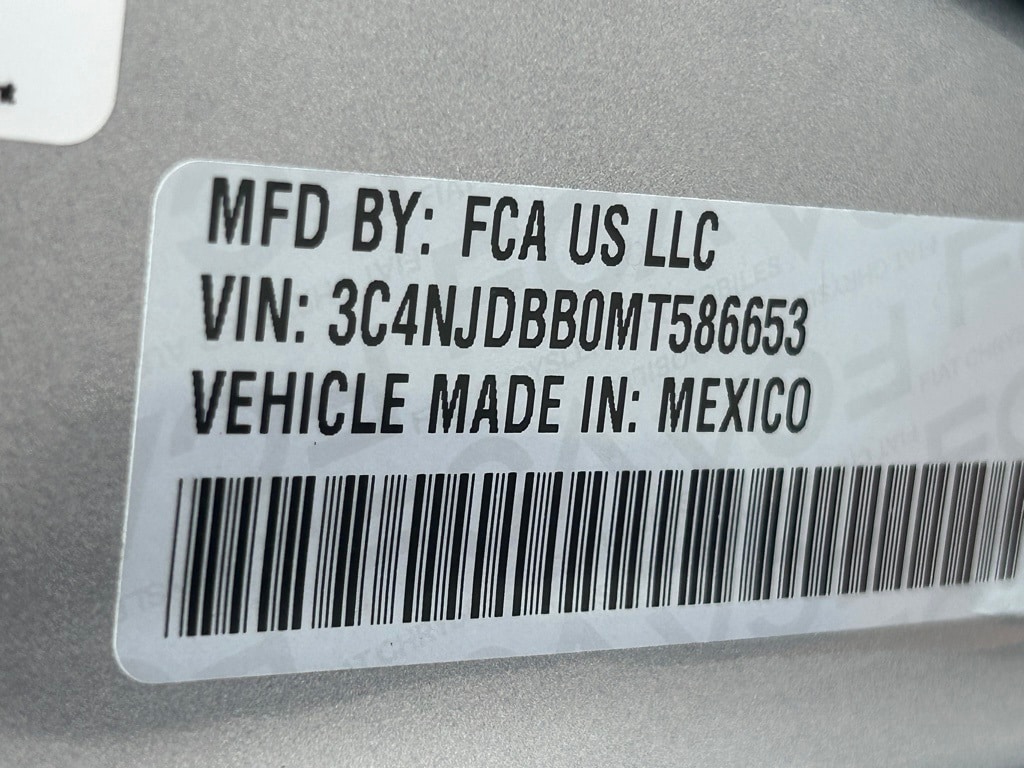 MFD BY: FCA US LLC
VIN: 3C4NJDBB0MT586653
VEHICLE MADE IN: MEXICO